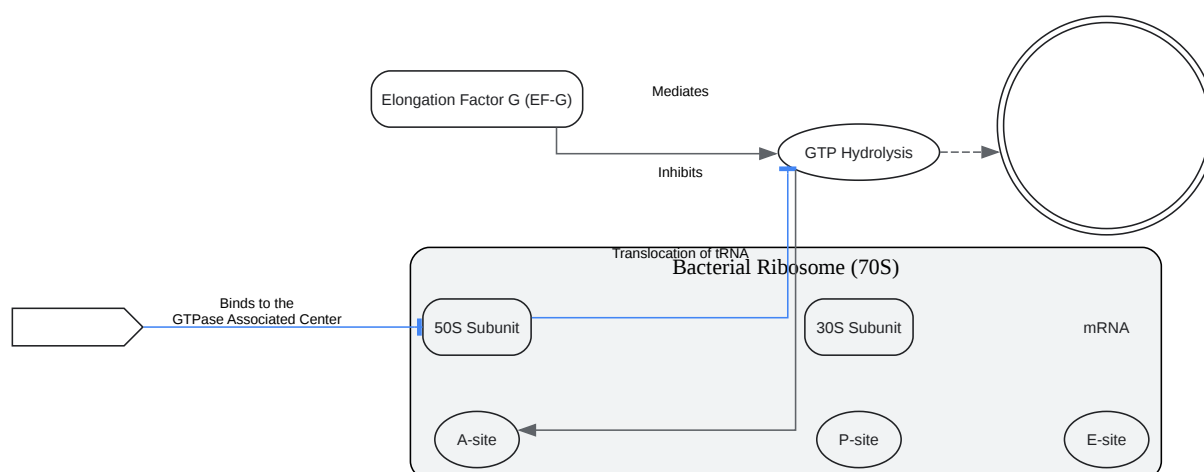 Mediates
Elongation Factor G (EF-G)
GTP Hydrolysis
Inhibits
Translocation of tRNA
Bacterial Ribosome (70S)
Binds to the
GTPase Associated Center
50S Subunit
30S Subunit
mRNA
A-site
P-site
E-site